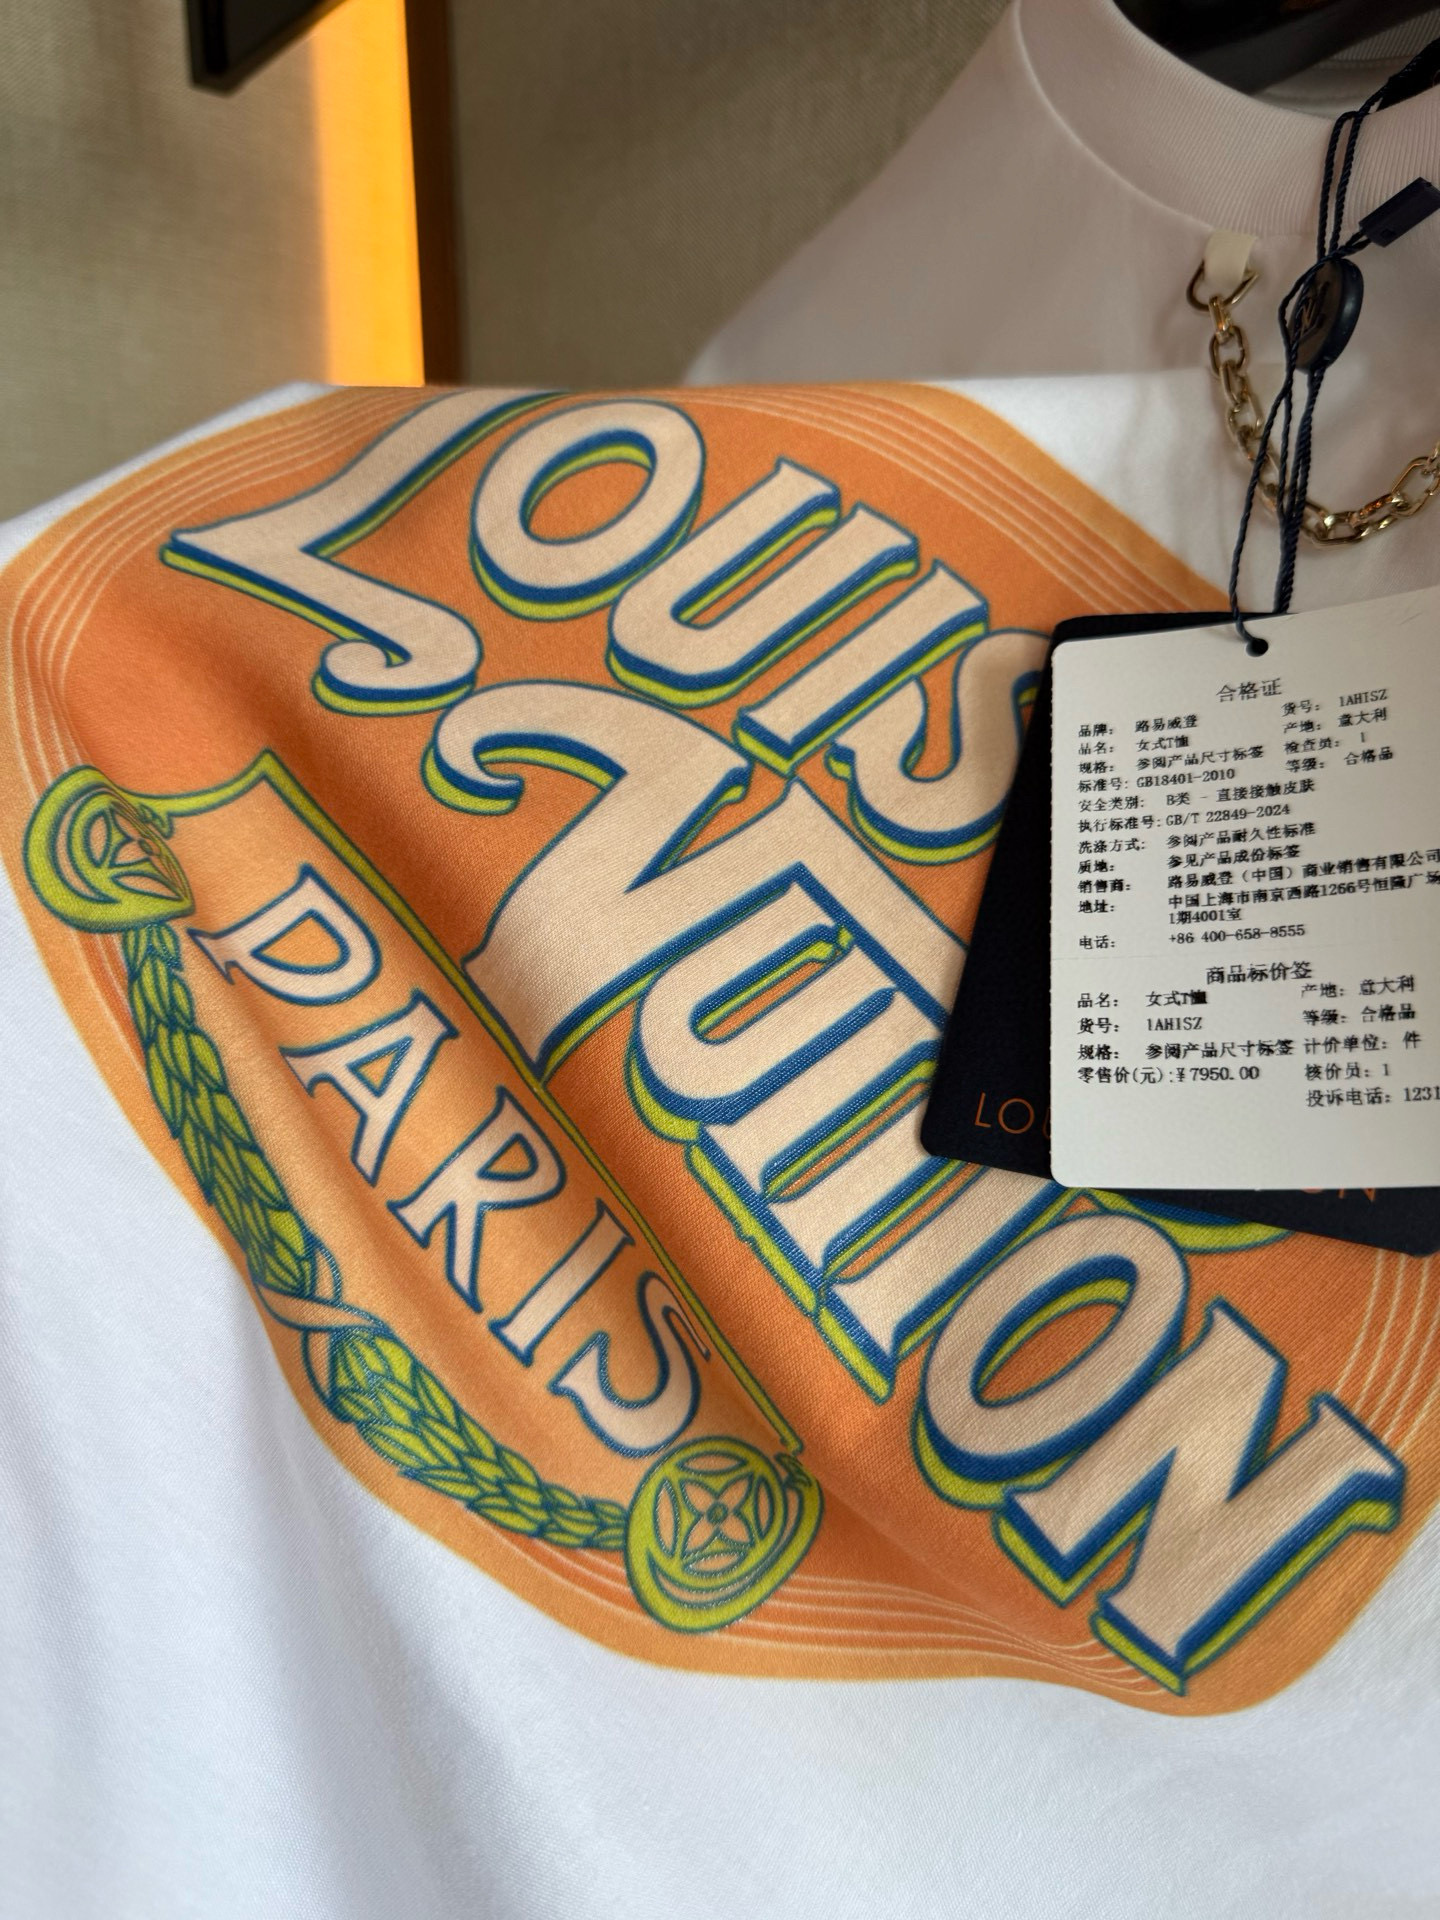 LOUIS
VUITTON
PARIS
合格证
品牌: 路易威登 货号: 1AHISZ
品名: 女式T恤 产地: 意大利
规格: 参阅产品尺寸标签 检查员: 1
标准号: GB18401-2010 等级: 合格品
安全类别: B类 - 直接接触皮肤
执行标准号: GB/T 22849-2024
洗涤方式: 参阅产品耐久性标准
质地: 参见产品成份标签
销售商: 路易威登（中国）商业销售有限公司
地址: 中国上海市南京西路1266号恒隆广场
1期4001室
电话: +86 400-658-8555
商品标价签
品名: 女式T恤 产地: 意大利
货号: 1AHISZ 等级: 合格品
规格: 参阅产品尺寸标签 计价单位: 件
零售价(元):¥7950.00 核价员: 1
投诉电话: 1231
LOU
ON